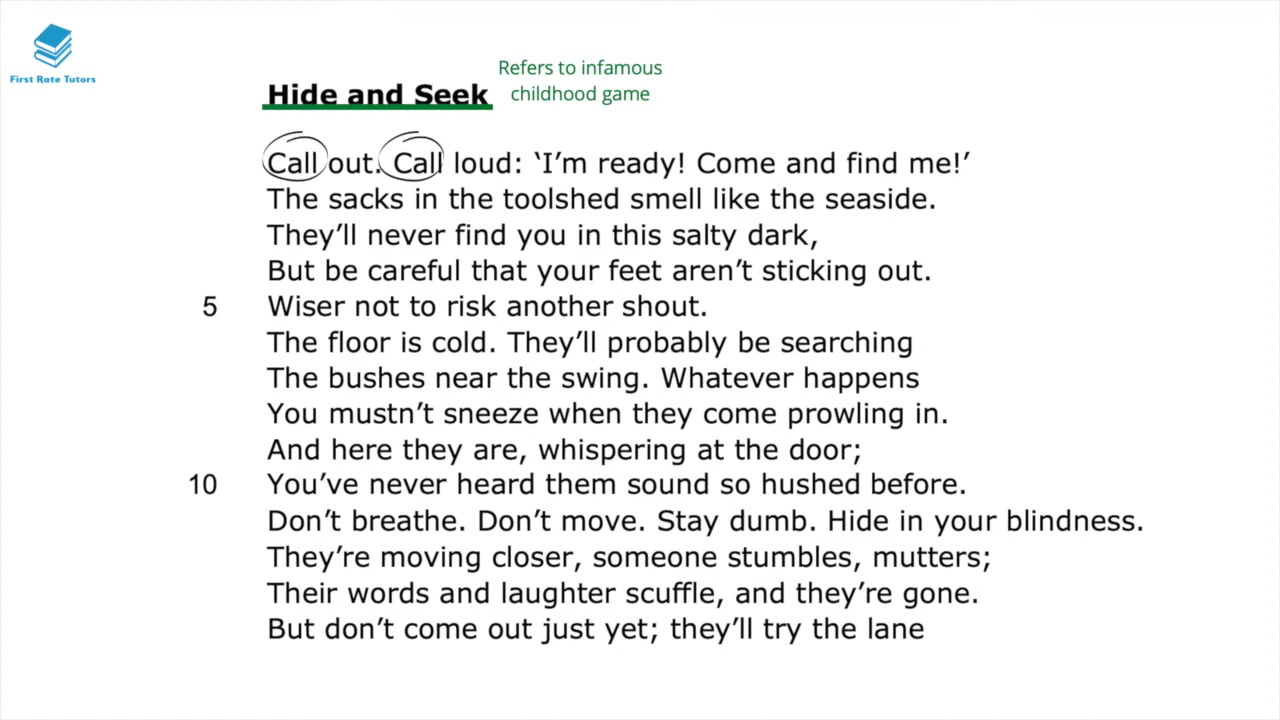 First Rate Tutors
Refers to infamous
childhood game
Hide and Seek
Call out. Call loud: ‘I’m ready! Come and find me!’
The sacks in the toolshed smell like the seaside.
They’ll never find you in this salty dark,
But be careful that your feet aren’t sticking out.
5 Wiser not to risk another shout.
The floor is cold. They’ll probably be searching
The bushes near the swing. Whatever happens
You mustn’t sneeze when they come prowling in.
And here they are, whispering at the door;
10 You’ve never heard them sound so hushed before.
Don’t breathe. Don’t move. Stay dumb. Hide in your blindness.
They’re moving closer, someone stumbles, mutters;
Their words and laughter scuffle, and they’re gone.
But don’t come out just yet; they’ll try the lane